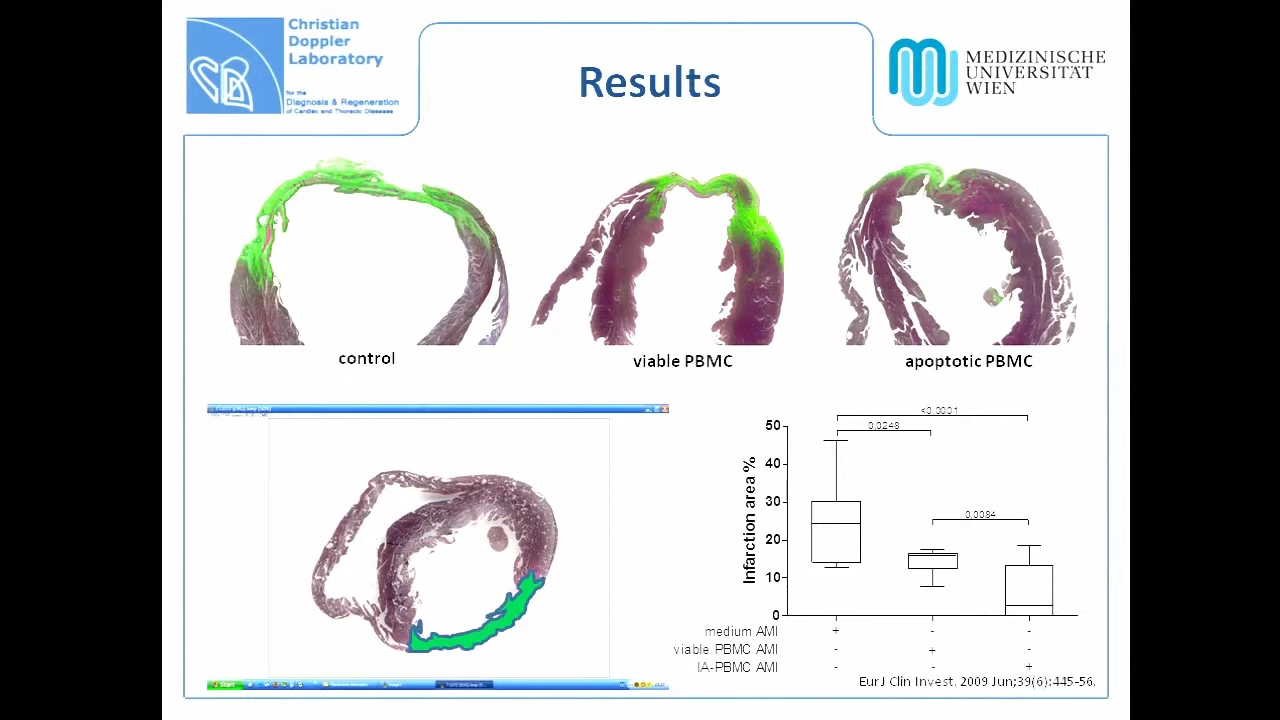 Christian
Doppler
Laboratory
for the
Diagnosis & Regeneration
of Cardiac and Thoracic Diseases
Results
MEDIZINISCHE
UNIVERSITÄT
WIEN
control
viable PBMC
apoptotic PBMC
Start
<0,0001
0,0248
0,0084
50
40
30
20
10
0
Infarction area %
medium AMI + - -
viable PBMC AMI - + -
IA-PBMC AMI - - +
EurJ Clin Invest. 2009 Jun;39(6):445-56.